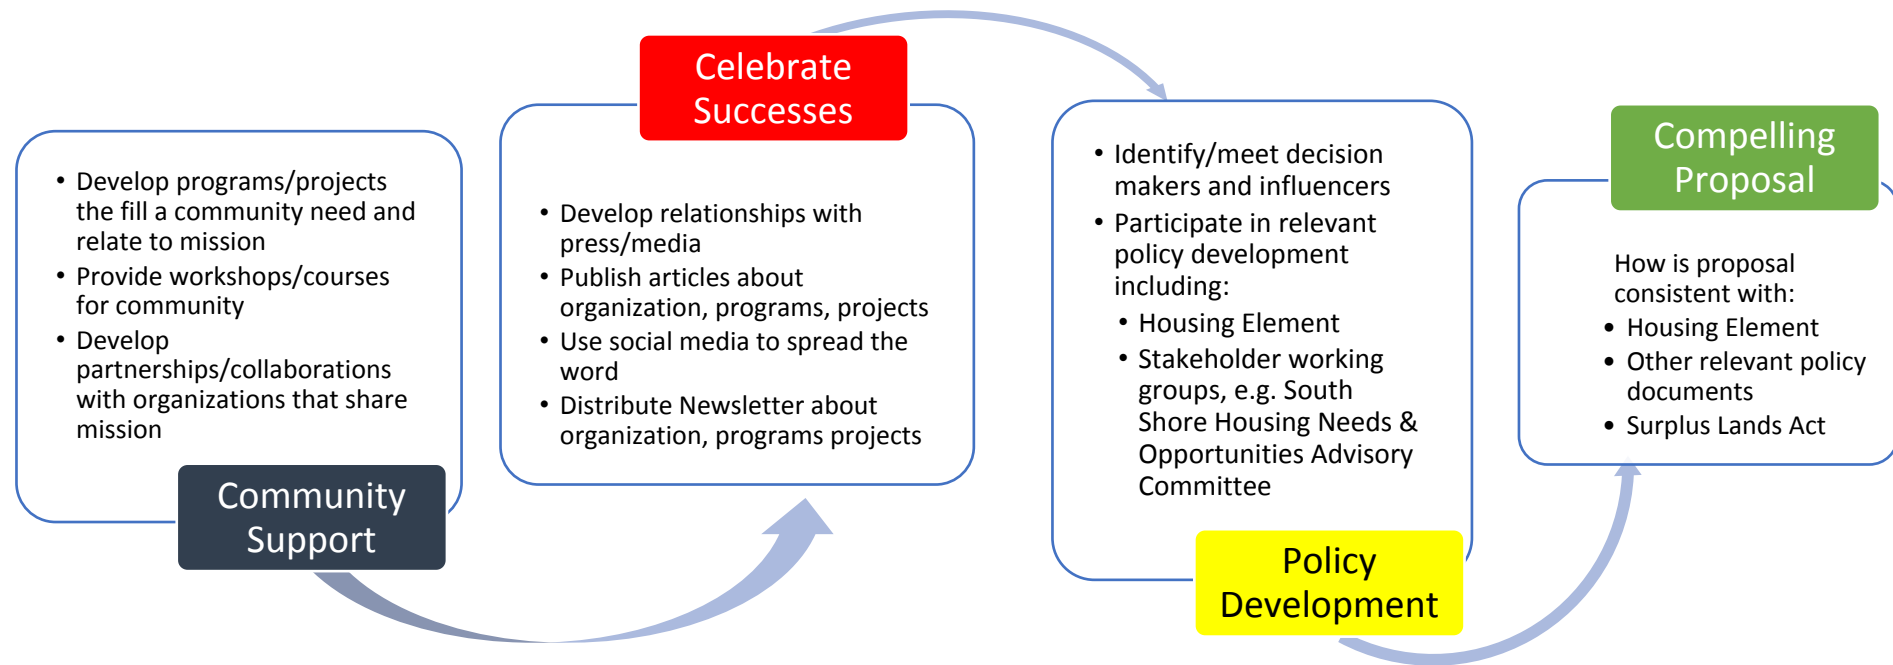 • Develop programs/projects
the fill a community need and
relate to mission
• Provide workshops/courses
for community
• Develop
partnerships/collaborations
with organizations that share
mission
Community
Support
Celebrate
Successes
• Develop relationships with
press/media
• Publish articles about
organization, programs, projects
• Use social media to spread the
word
• Distribute Newsletter about
organization, programs projects
• Identify/meet decision
makers and influencers
• Participate in relevant
policy development
including:
• Housing Element
• Stakeholder working
groups, e.g. South
Shore Housing Needs &
Opportunities Advisory
Committee
Policy
Development
Compelling
Proposal
How is proposal
consistent with:
• Housing Element
• Other relevant policy
documents
• Surplus Lands Act